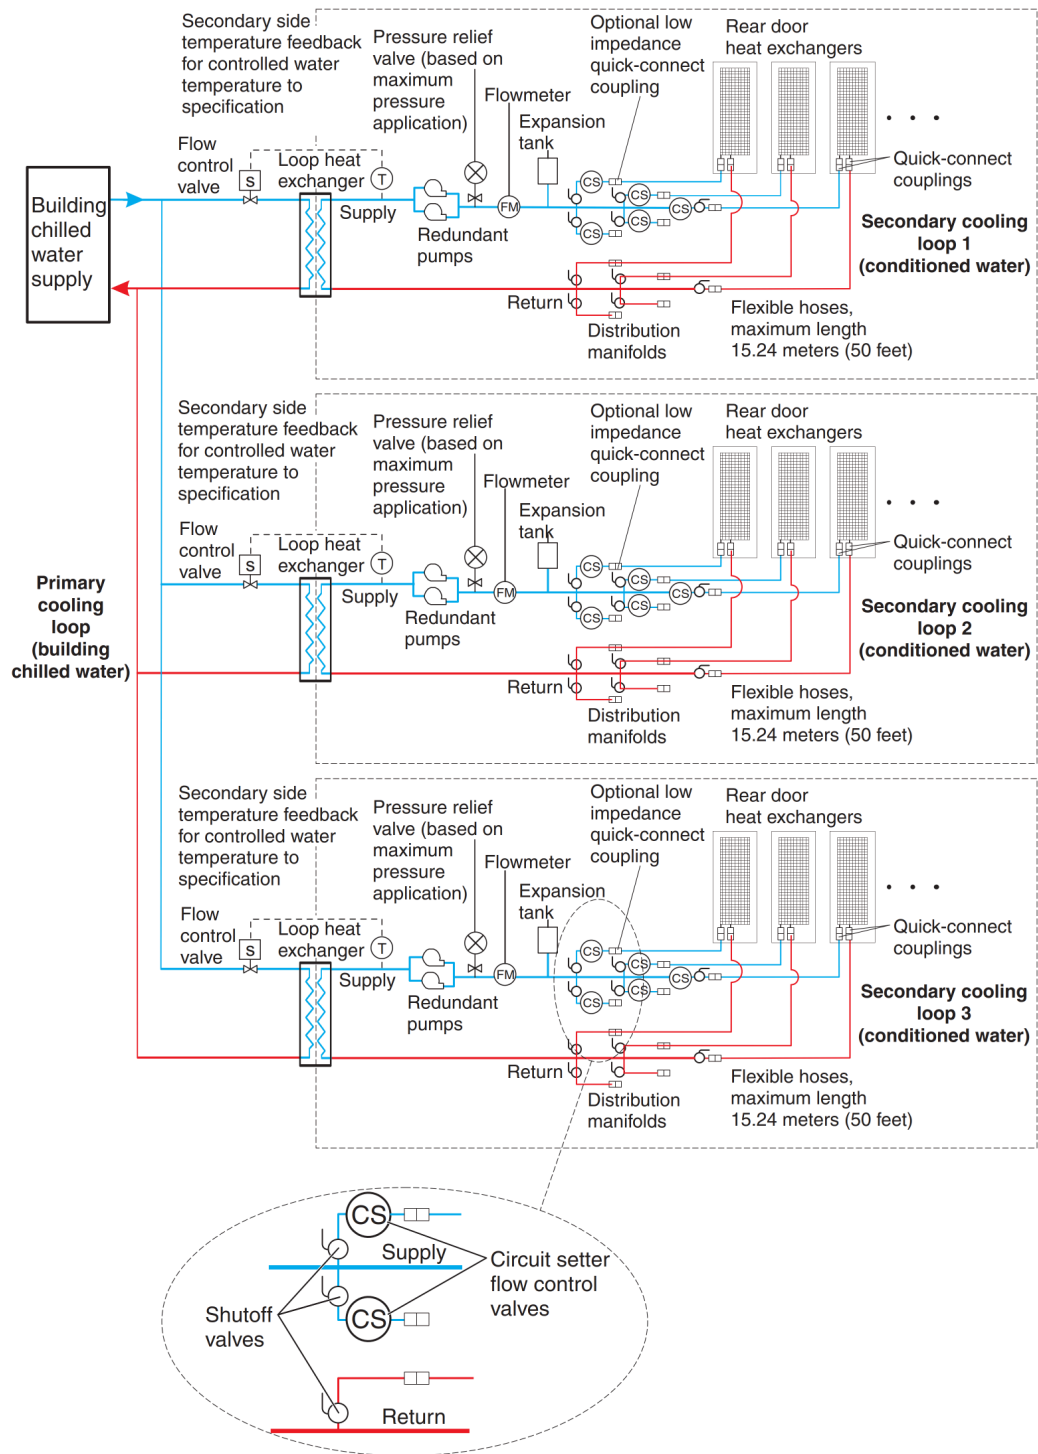 Secondary side
temperature feedback
for controlled water
temperature to
specification
Pressure relief
valve (based on
maximum
pressure
application)
Flowmeter
Expansion
tank
Optional low
impedance
quick-connect
coupling
Rear door
heat exchangers
. . .
Quick-connect
couplings
Flow
control
valve
S
Loop heat
exchanger
T
Supply
Redundant
pumps
FM
CS
CS
CS
CS
CS
Secondary cooling
loop 1
(conditioned water)
Building
chilled
water
supply
Return
Distribution
manifolds
Flexible hoses,
maximum length
15.24 meters (50 feet)
Secondary side
temperature feedback
for controlled water
temperature to
specification
Pressure relief
valve (based on
maximum
pressure
application)
Flowmeter
Expansion
tank
Optional low
impedance
quick-connect
coupling
Rear door
heat exchangers
. . .
Quick-connect
couplings
Flow
control
valve
S
Loop heat
exchanger
T
Supply
Redundant
pumps
FM
CS
CS
CS
CS
CS
Secondary cooling
loop 2
(conditioned water)
Primary
cooling
loop
(building
chilled water)
Return
Distribution
manifolds
Flexible hoses,
maximum length
15.24 meters (50 feet)
Secondary side
temperature feedback
for controlled water
temperature to
specification
Pressure relief
valve (based on
maximum
pressure
application)
Flowmeter
Expansion
tank
Optional low
impedance
quick-connect
coupling
Rear door
heat exchangers
. . .
Quick-connect
couplings
Flow
control
valve
S
Loop heat
exchanger
T
Supply
Redundant
pumps
FM
CS
CS
CS
CS
CS
Secondary cooling
loop 3
(conditioned water)
Return
Distribution
manifolds
Flexible hoses,
maximum length
15.24 meters (50 feet)
CS
Supply
Circuit setter
flow control
valves
CS
Shutoff
valves
Return